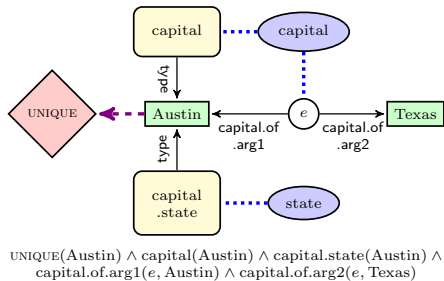 capital
capital
type
UNIQUE
Austin
e
Texas
capital.of
.arg1
capital.of
.arg2
type
capital
.state
state
UNIQUE(Austin) ∧ capital(Austin) ∧ capital.state(Austin) ∧
capital.of.arg1(e, Austin) ∧ capital.of.arg2(e, Texas)